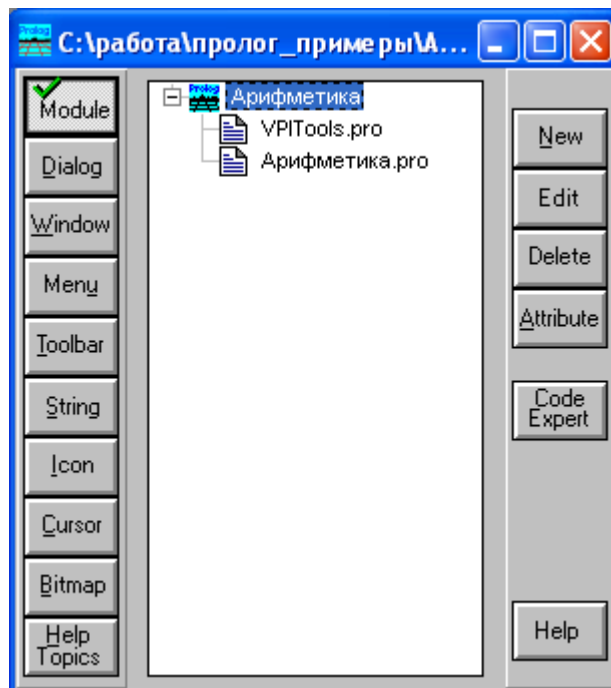 С:\работа\пролог_примеры\А...
Module
Dialog
Window
Menu
Toolbar
String
Icon
Cursor
Bitmap
Help
Topics
Арифметика
VPITools.pro
Арифметика.pro
New
Edit
Delete
Attribute
Code
Expert
Help